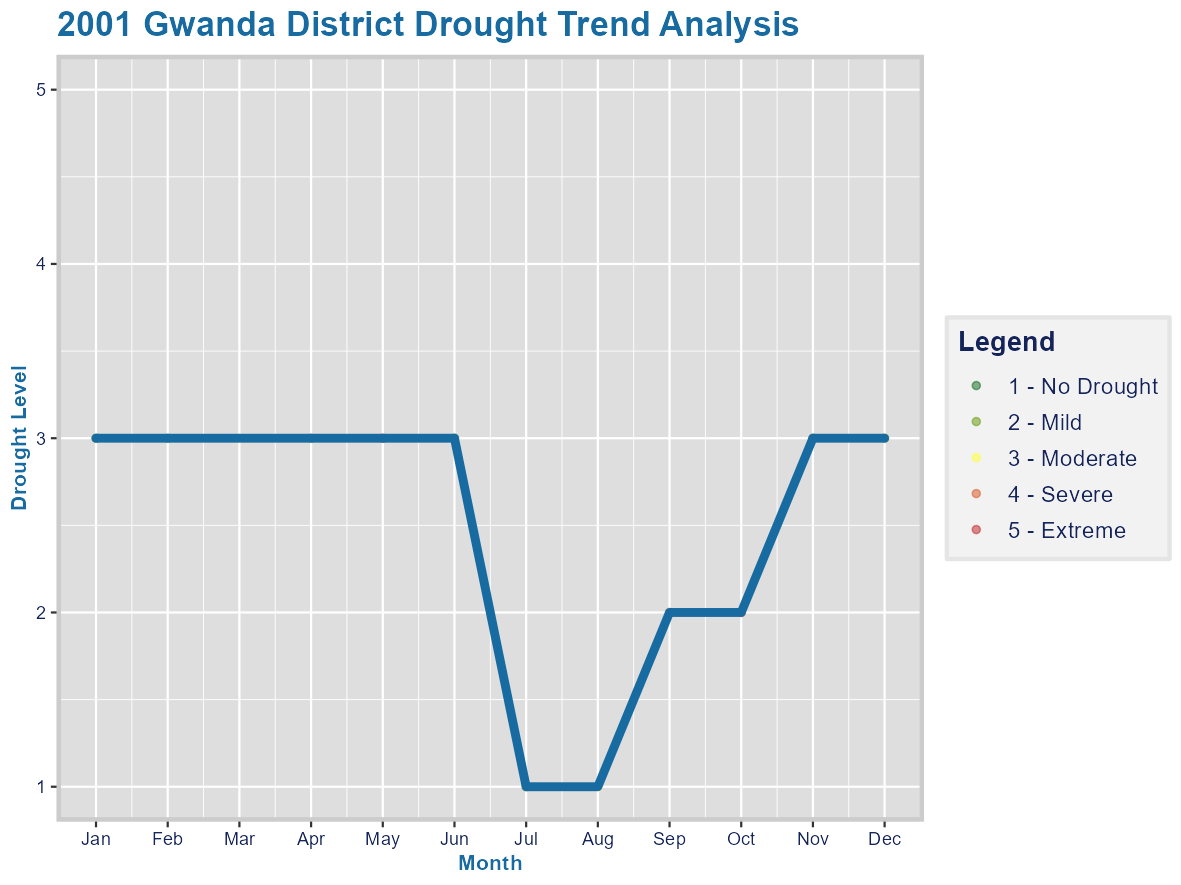 2001 Gwanda District Drought Trend Analysis
5
4
3
2
1
Drought Level
Jan Feb Mar Apr May Jun Jul Aug Sep Oct Nov Dec
Month
Legend
1 - No Drought
2 - Mild
3 - Moderate
4 - Severe
5 - Extreme